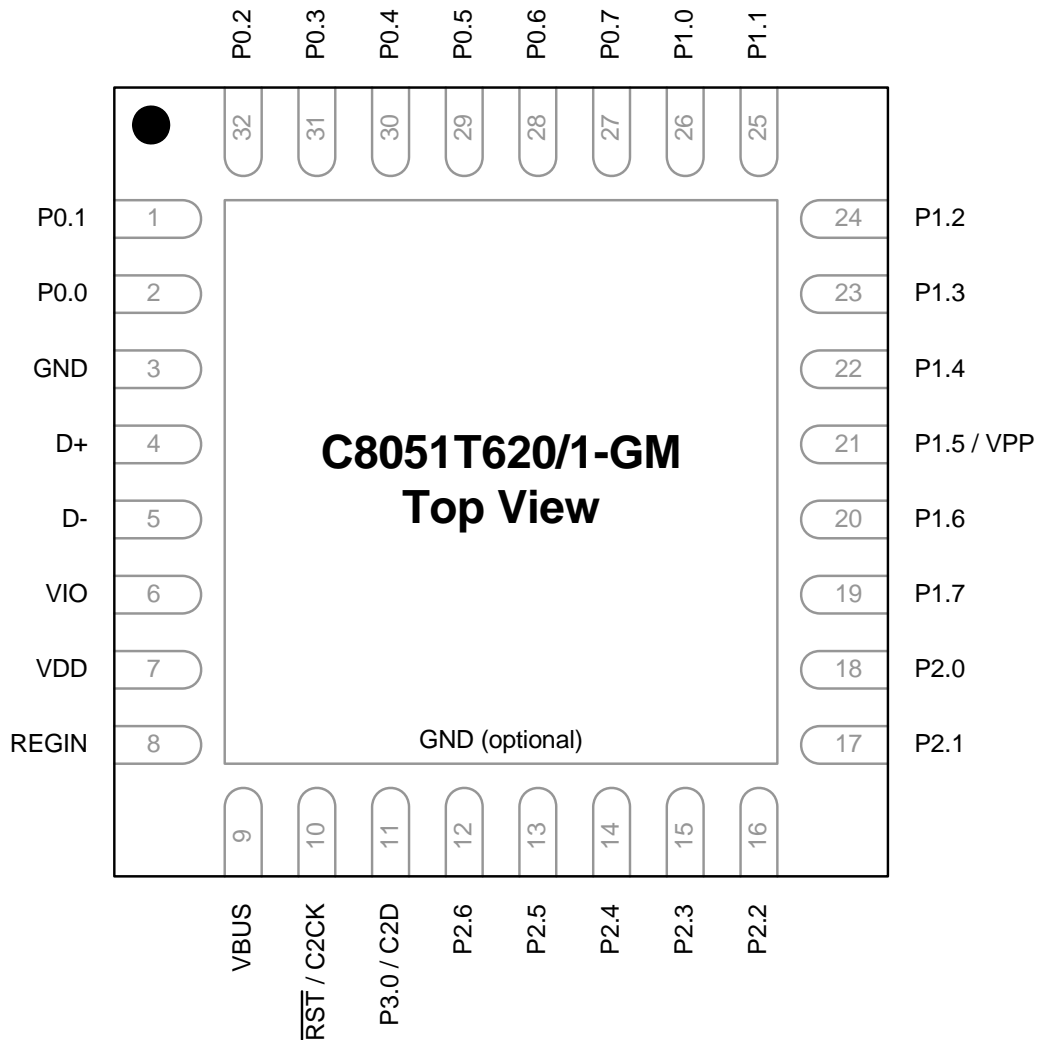 P0.2
P0.3
P0.4
P0.5
P0.6
P0.7
P1.0
P1.1
32
31
30
29
28
27
26
25
P0.1
1
24
P1.2
P0.0
2
23
P1.3
GND
3
22
P1.4
D+
4
21
P1.5 / VPP
C8051T620/1-GM
Top View
D-
5
20
P1.6
VIO
6
19
P1.7
VDD
7
18
P2.0
REGIN
8
GND (optional)
17
P2.1
9
10
11
12
13
14
15
16
VBUS
RST / C2CK
P3.0 / C2D
P2.6
P2.5
P2.4
P2.3
P2.2